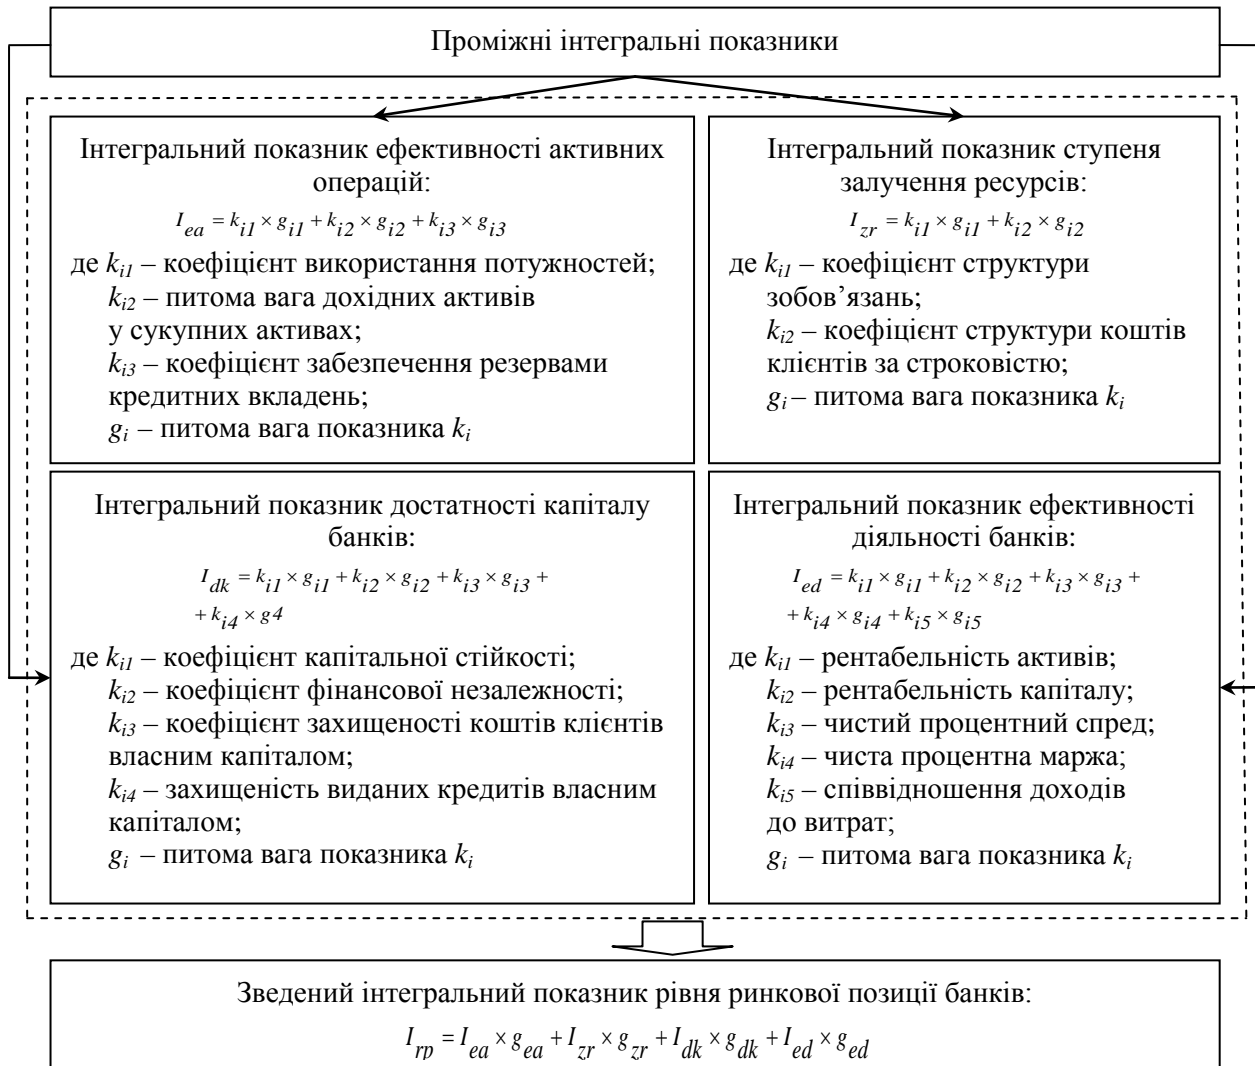 Проміжні інтегральні показники
Інтегральний показник ефективності активних
операцій:
I_ea = k_i1 × g_i1 + k_i2 × g_i2 + k_i3 × g_i3
де k_i1 – коефіцієнт використання потужностей;
k_i2 – питома вага дохідних активів
у сукупних активах;
k_i3 – коефіцієнт забезпечення резервами
кредитних вкладень;
g_i – питома вага показника k_i
Інтегральний показник ступеня
залучення ресурсів:
I_zr = k_i1 × g_i1 + k_i2 × g_i2
де k_i1 – коефіцієнт структури
зобов’язань;
k_i2 – коефіцієнт структури коштів
клієнтів за строковістю;
g_i – питома вага показника k_i
Інтегральний показник достатності капіталу
банків:
I_dk = k_i1 × g_i1 + k_i2 × g_i2 + k_i3 × g_i3 +
+ k_i4 × g4
де k_i1 – коефіцієнт капітальної стійкості;
k_i2 – коефіцієнт фінансової незалежності;
k_i3 – коефіцієнт захищеності коштів клієнтів
власним капіталом;
k_i4 – захищеність виданих кредитів власним
капіталом;
g_i – питома вага показника k_i
Інтегральний показник ефективності
діяльності банків:
I_ed = k_i1 × g_i1 + k_i2 × g_i2 + k_i3 × g_i3 +
+ k_i4 × g_i4 + k_i5 × g_i5
де k_i1 – рентабельність активів;
k_i2 – рентабельність капіталу;
k_i3 – чистий процентний спред;
k_i4 – чиста процентна маржа;
k_i5 – співвідношення доходів
до витрат;
g_i – питома вага показника k_i
Зведений інтегральний показник рівня ринкової позиції банків:
I_rp = I_ea × g_ea + I_zr × g_zr + I_dk × g_dk + I_ed × g_ed